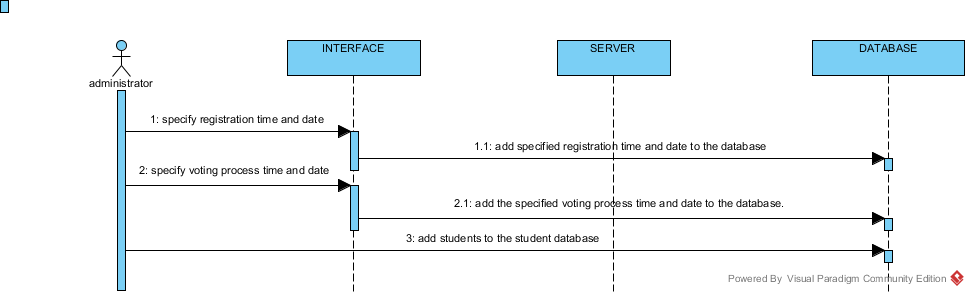 INTERFACE
SERVER
DATABASE
administrator
1: specify registration time and date
1.1: add specified registration time and date to the database
2: specify voting process time and date
2.1: add the specified voting process time and date to the database.
3: add students to the student database
Powered By Visual Paradigm Community Edition